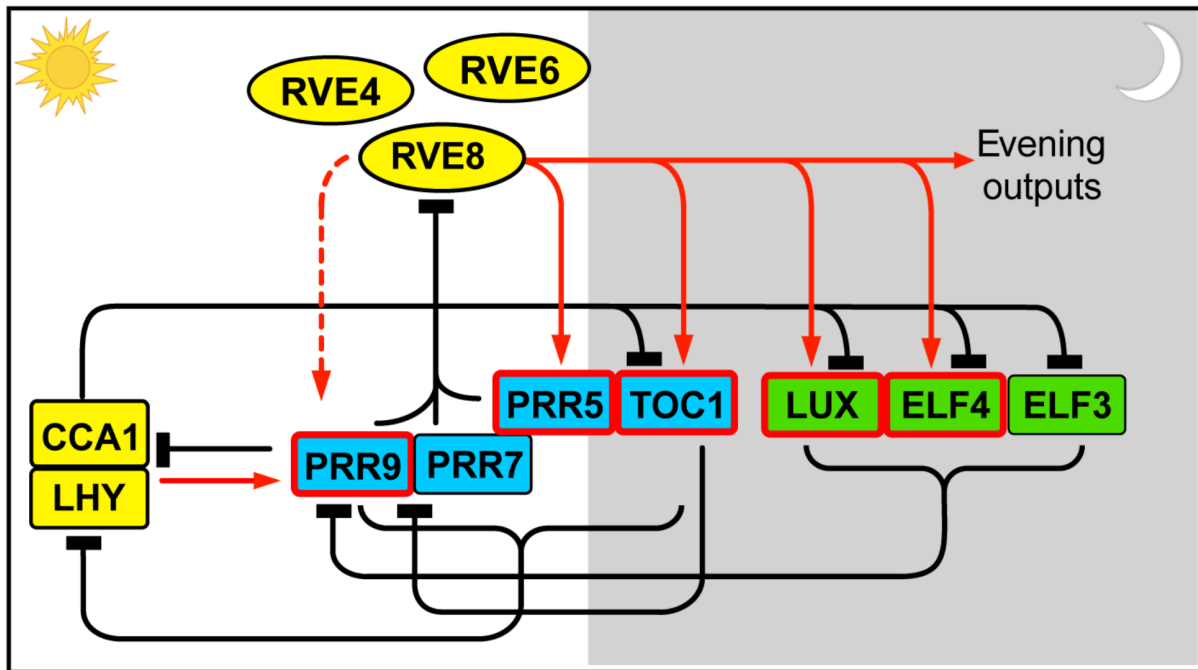 RVE6
RVE4
RVE8
Evening
outputs
PRR5 TOC1 LUX ELF4 ELF3
CCA1
PRR9 PRR7
LHY